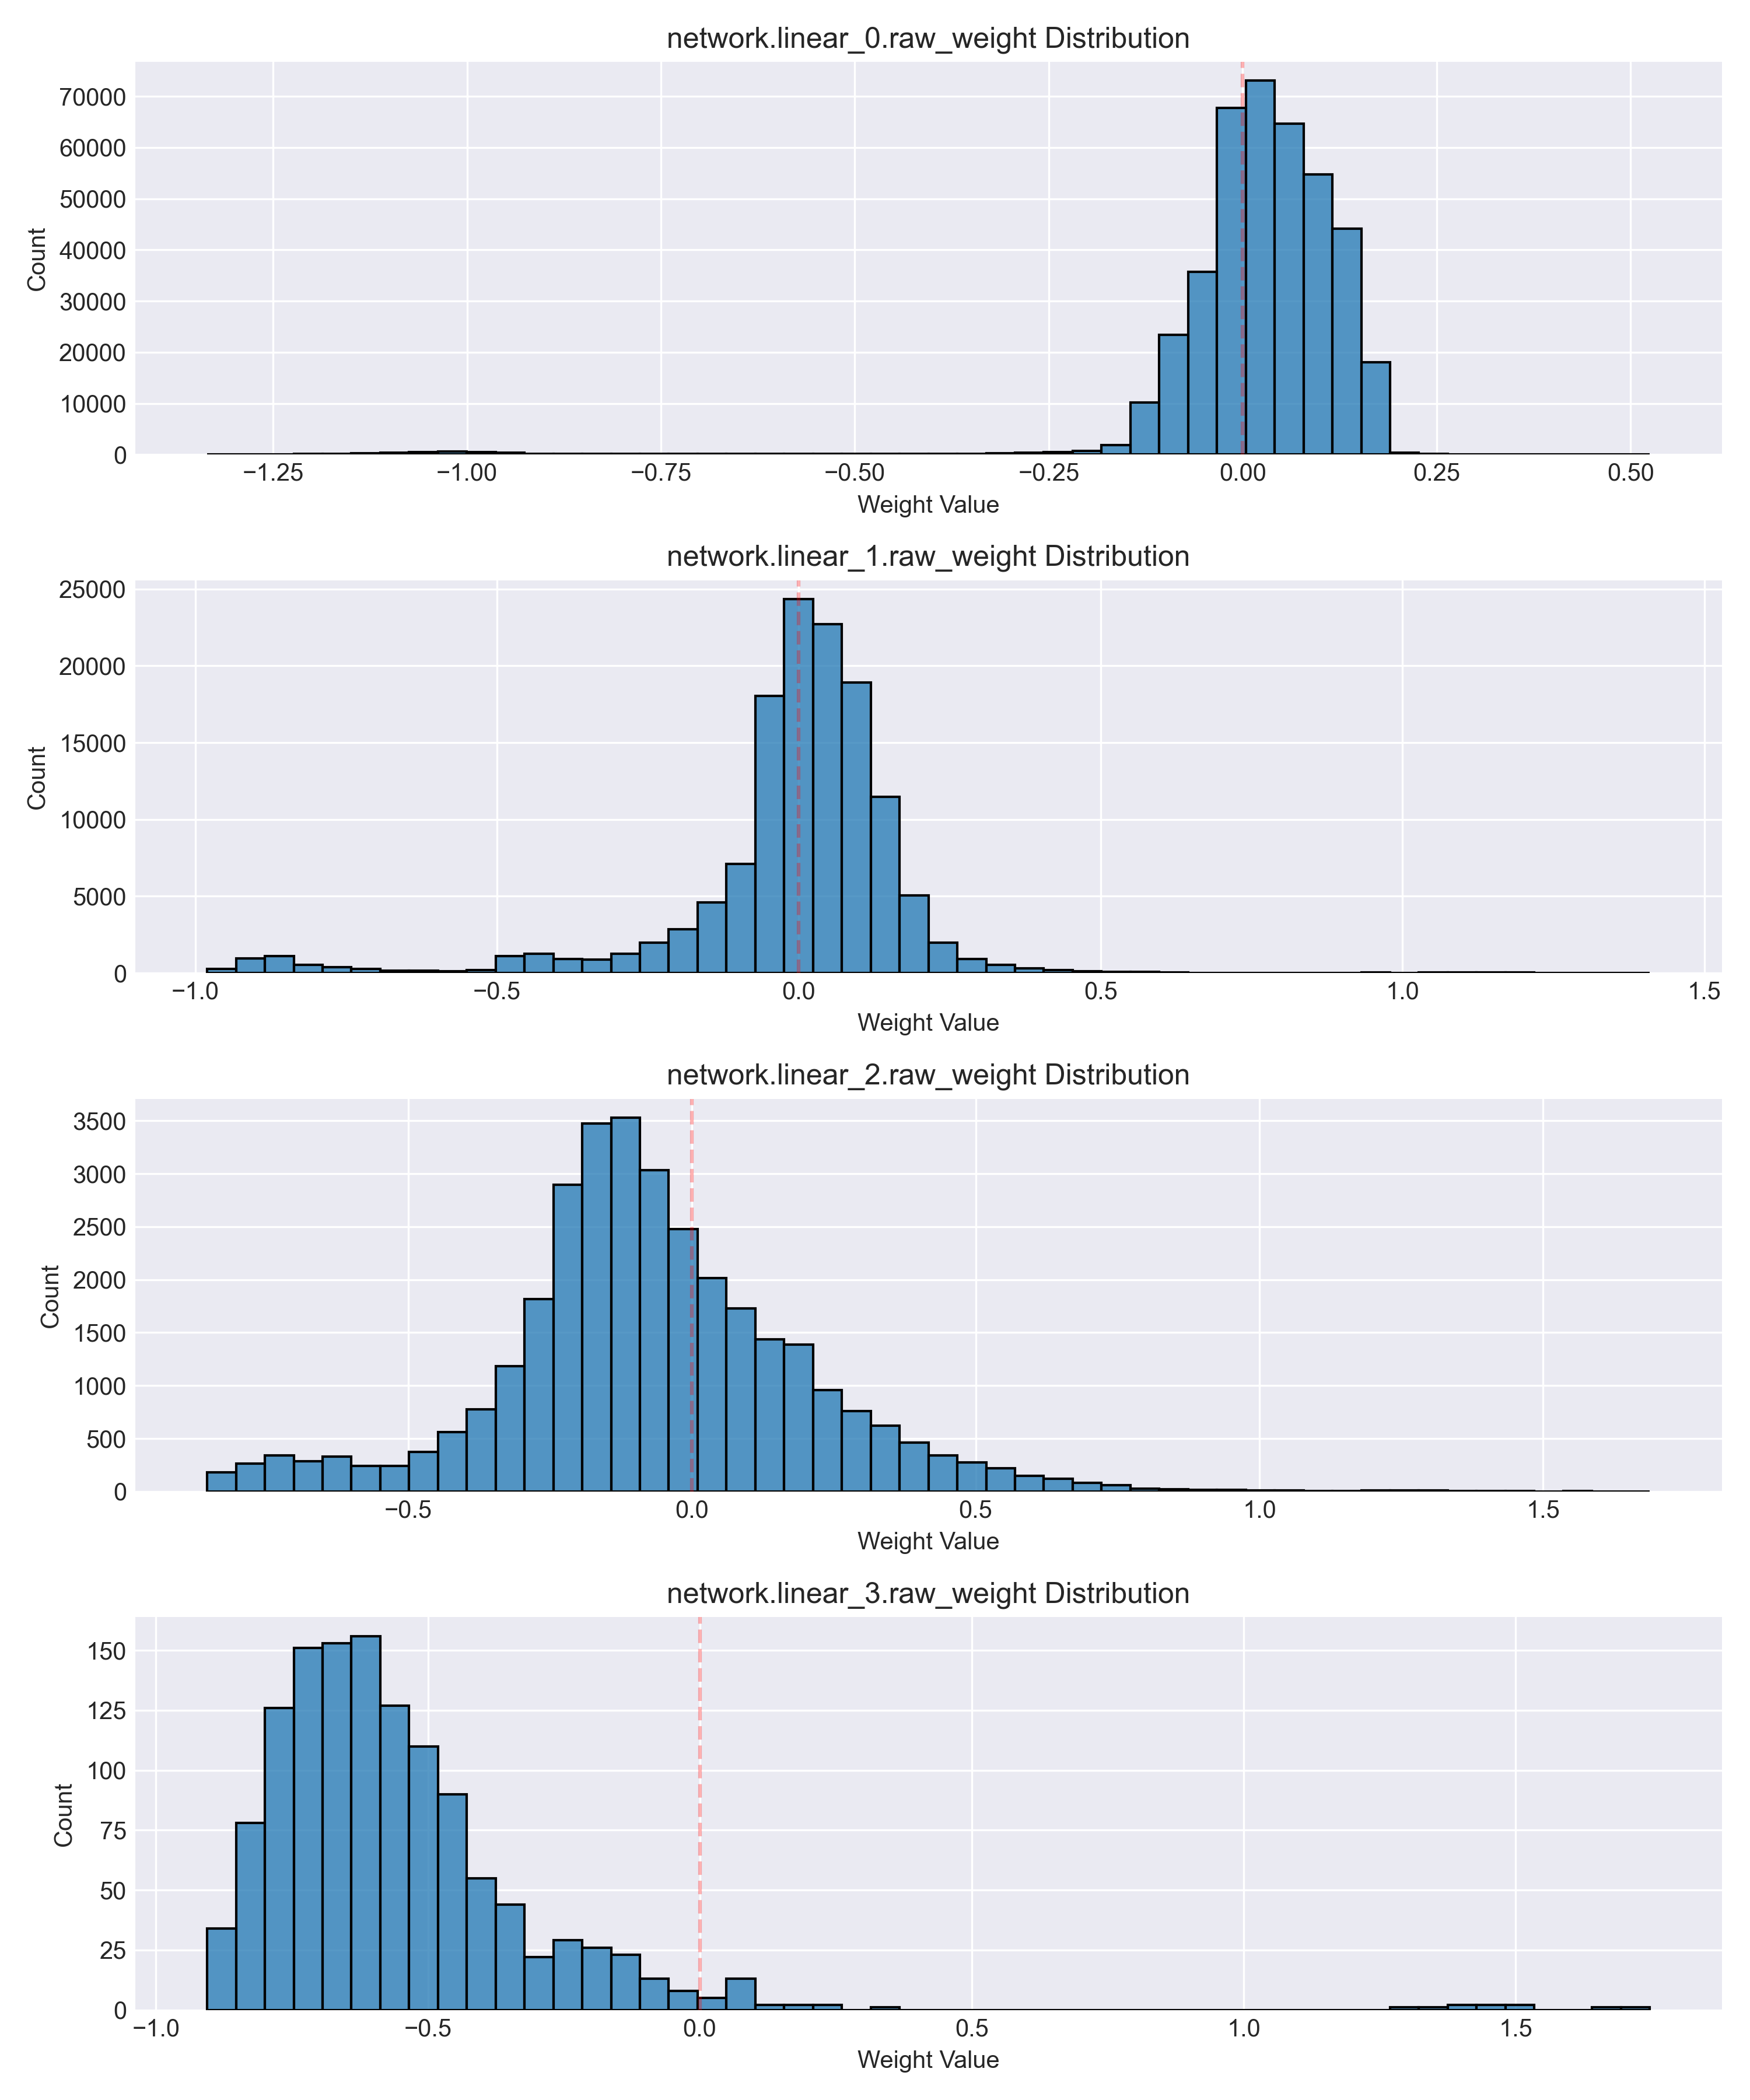 network.linear_0.raw_weight Distribution
70000
60000
50000
40000
30000
20000
10000
0
Count
−1.25 −1.00 −0.75 −0.50 −0.25 0.00 0.25 0.50
Weight Value
network.linear_1.raw_weight Distribution
25000
20000
15000
10000
5000
0
Count
−1.0 −0.5 0.0 0.5 1.0 1.5
Weight Value
network.linear_2.raw_weight Distribution
3500
3000
2500
2000
1500
1000
500
0
Count
−0.5 0.0 0.5 1.0 1.5
Weight Value
network.linear_3.raw_weight Distribution
150
125
100
75
50
25
0
Count
−1.0 −0.5 0.0 0.5 1.0 1.5
Weight Value